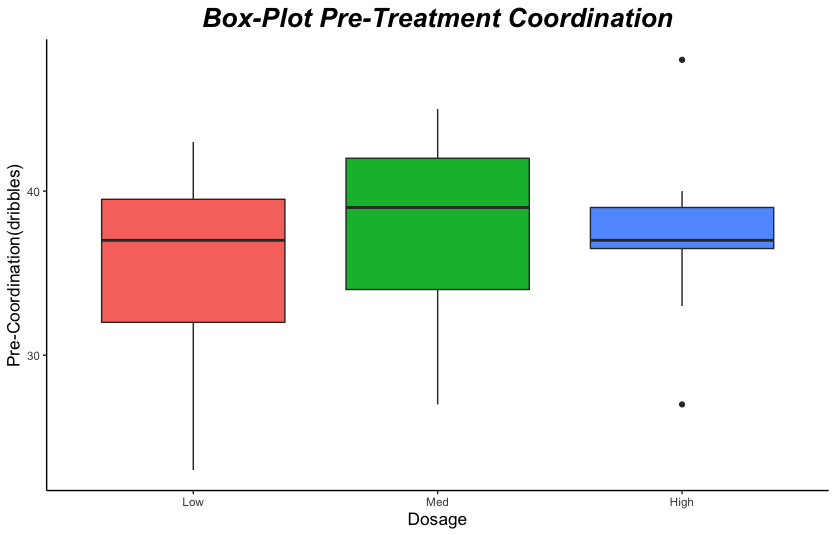 Box-Plot Pre-Treatment Coordination
Pre-Coordination(dribbles)
40
30
Low Med High
Dosage